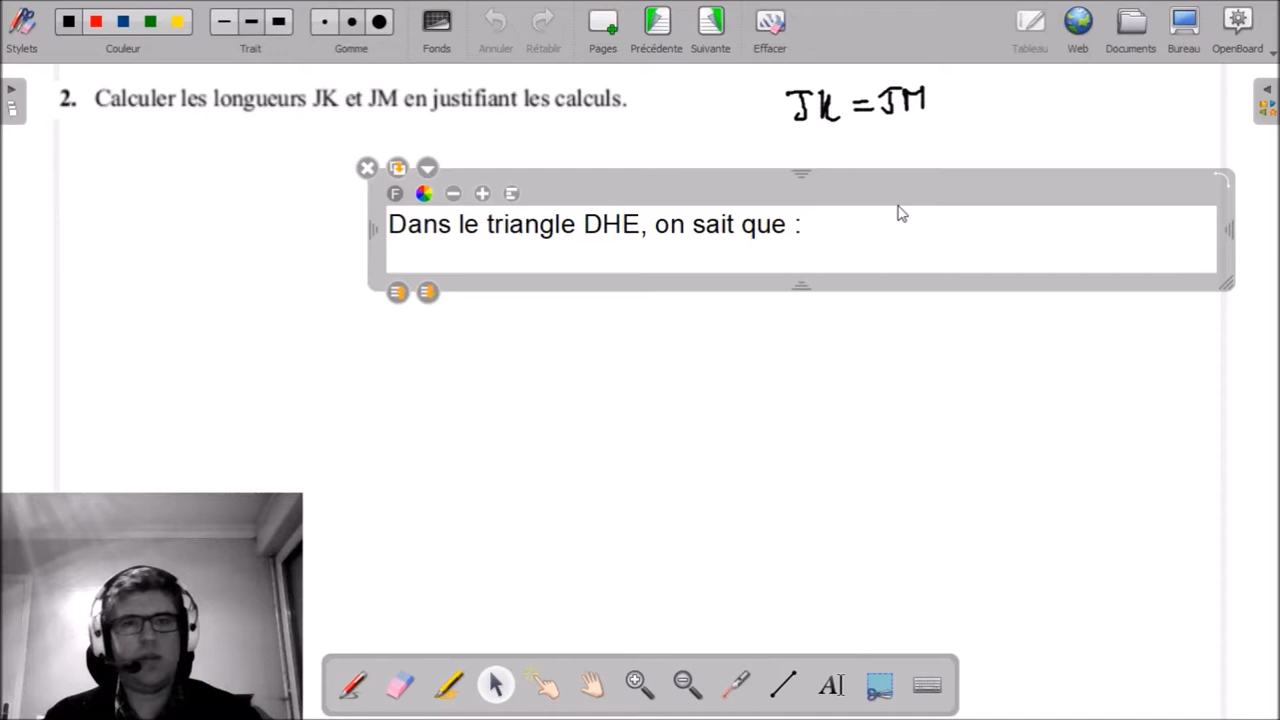 Stylets
Couleur
Trait
Gomme
Fonds
Annuler
Rétablir
Pages
Précédente
Suivante
Effacer
Tableau
Web
Documents
Bureau
OpenBoard
2. Calculer les longueurs JK et JM en justifiant les calculs.
JK = JM
F
Dans le triangle DHE, on sait que :
AI